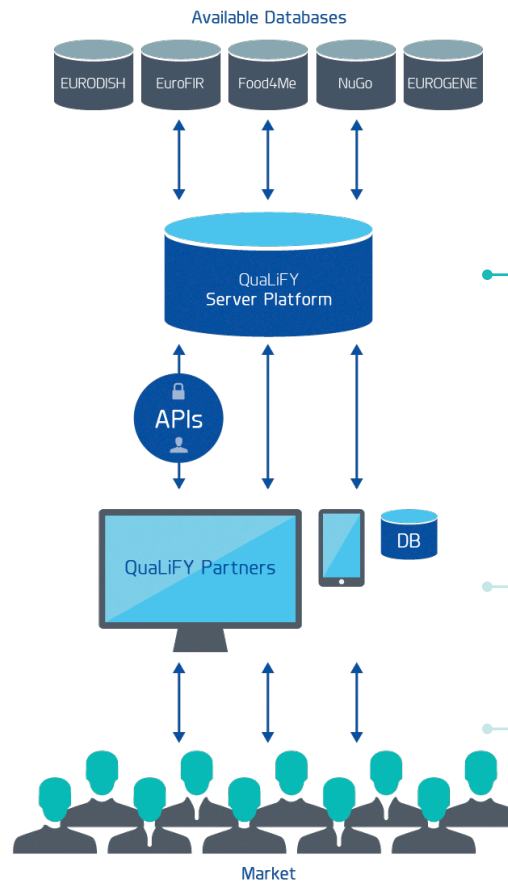 Available Databases
EURODISH
EuroFIR
Food4Me
NuGo
EUROGENE
QuaLiFY
Server Platform
APIs
QuaLiFY Partners
DB
Market